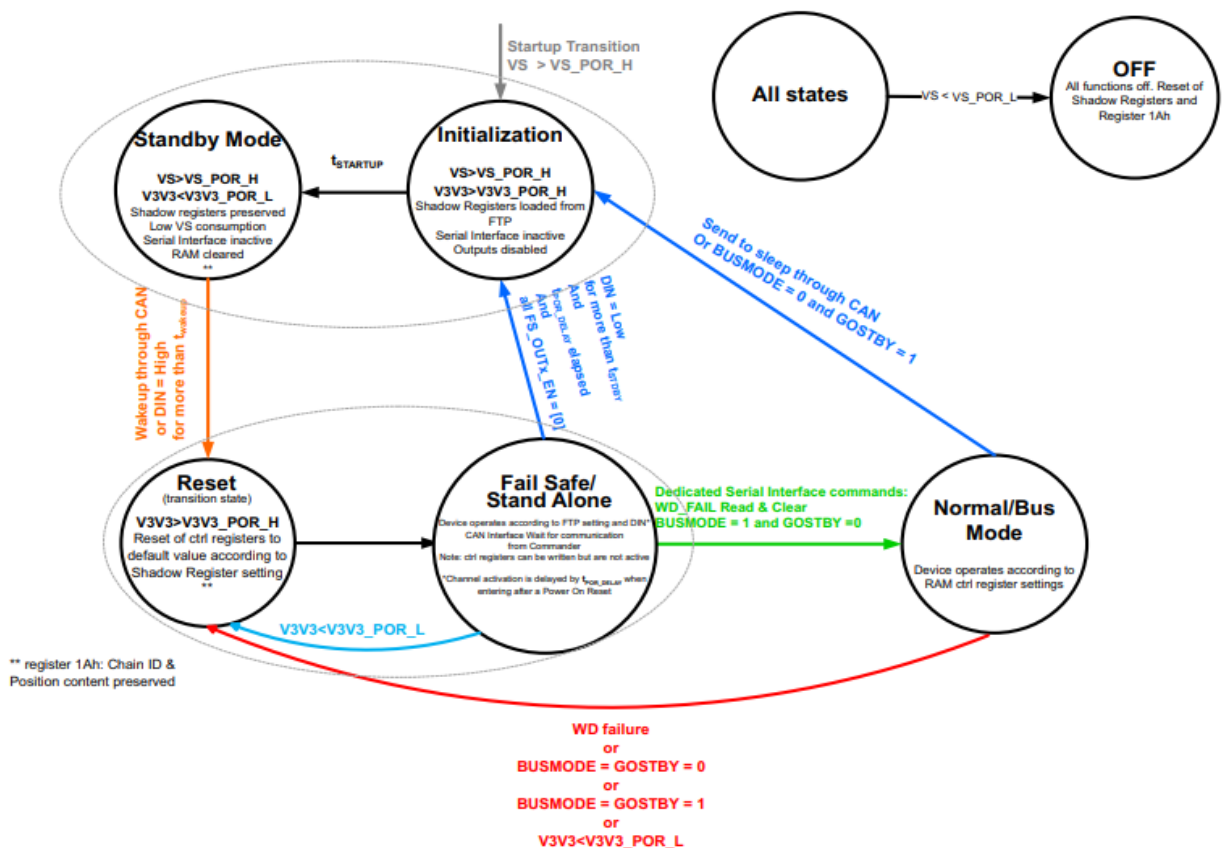 Startup Transition
VS > VS_POR_H
All states
VS < VS_POR_L
OFF
All functions off. Reset of
Shadow Registers and
Register 1Ah
Standby Mode
VS>VS_POR_H
V3V3<V3V3_POR_L
Shadow registers preserved
Low VS consumption
Serial Interface inactive
RAM cleared
**
tSTARTUP
Initialization
VS>VS_POR_H
V3V3>V3V3_POR_H
Shadow Registers loaded from
FTP
Serial Interface inactive
Outputs disabled
Send to sleep through CAN
Or BUSMODE = 0 and GOSTBY = 1
Wakeup through CAN
or DIN = High
for more than twakeup
DIN = Low
for more than tSTDBY
And
tPOR_DELAY elapsed
And
all FS_OUTx_EN = [0]
Reset
(transition state)
V3V3>V3V3_POR_H
Reset of ctrl registers to
default value according to
Shadow Register setting
**
Fail Safe/
Stand Alone
Device operates according to FTP setting and DIN*
CAN Interface Wait for communication
from Commander
Note: ctrl registers can be written but are not active
*Channel activation is delayed by tPOR_DELAY when
entering after a Power On Reset
Dedicated Serial Interface commands:
WD_FAIL Read & Clear
BUSMODE = 1 and GOSTBY =0
Normal/Bus
Mode
Device operates according to
RAM ctrl register settings
V3V3<V3V3_POR_L
** register 1Ah: Chain ID &
Position content preserved
WD failure
or
BUSMODE = GOSTBY = 0
or
BUSMODE = GOSTBY = 1
or
V3V3<V3V3_POR_L